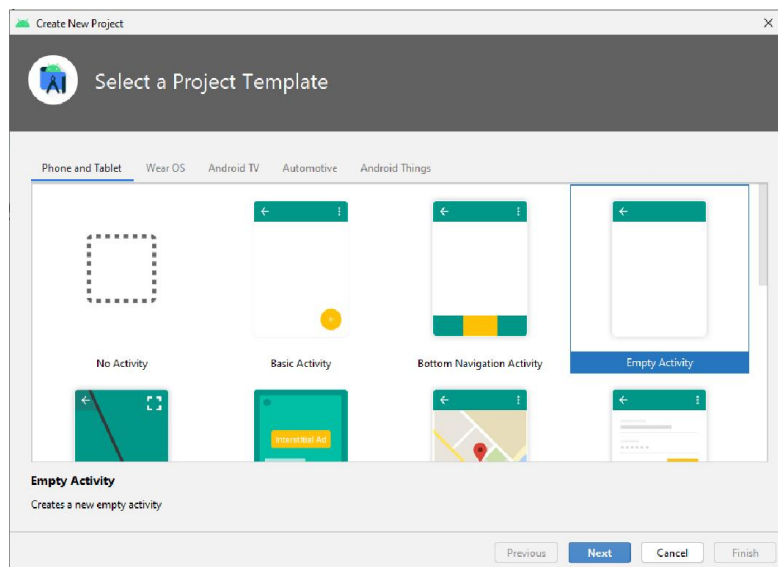 Create New Project
Select a Project Template
Phone and Tablet Wear OS Android TV Automotive Android Things
No Activity Basic Activity Bottom Navigation Activity Empty Activity
Interstitial Ad
Empty Activity
Creates a new empty activity
Previous Next Cancel Finish